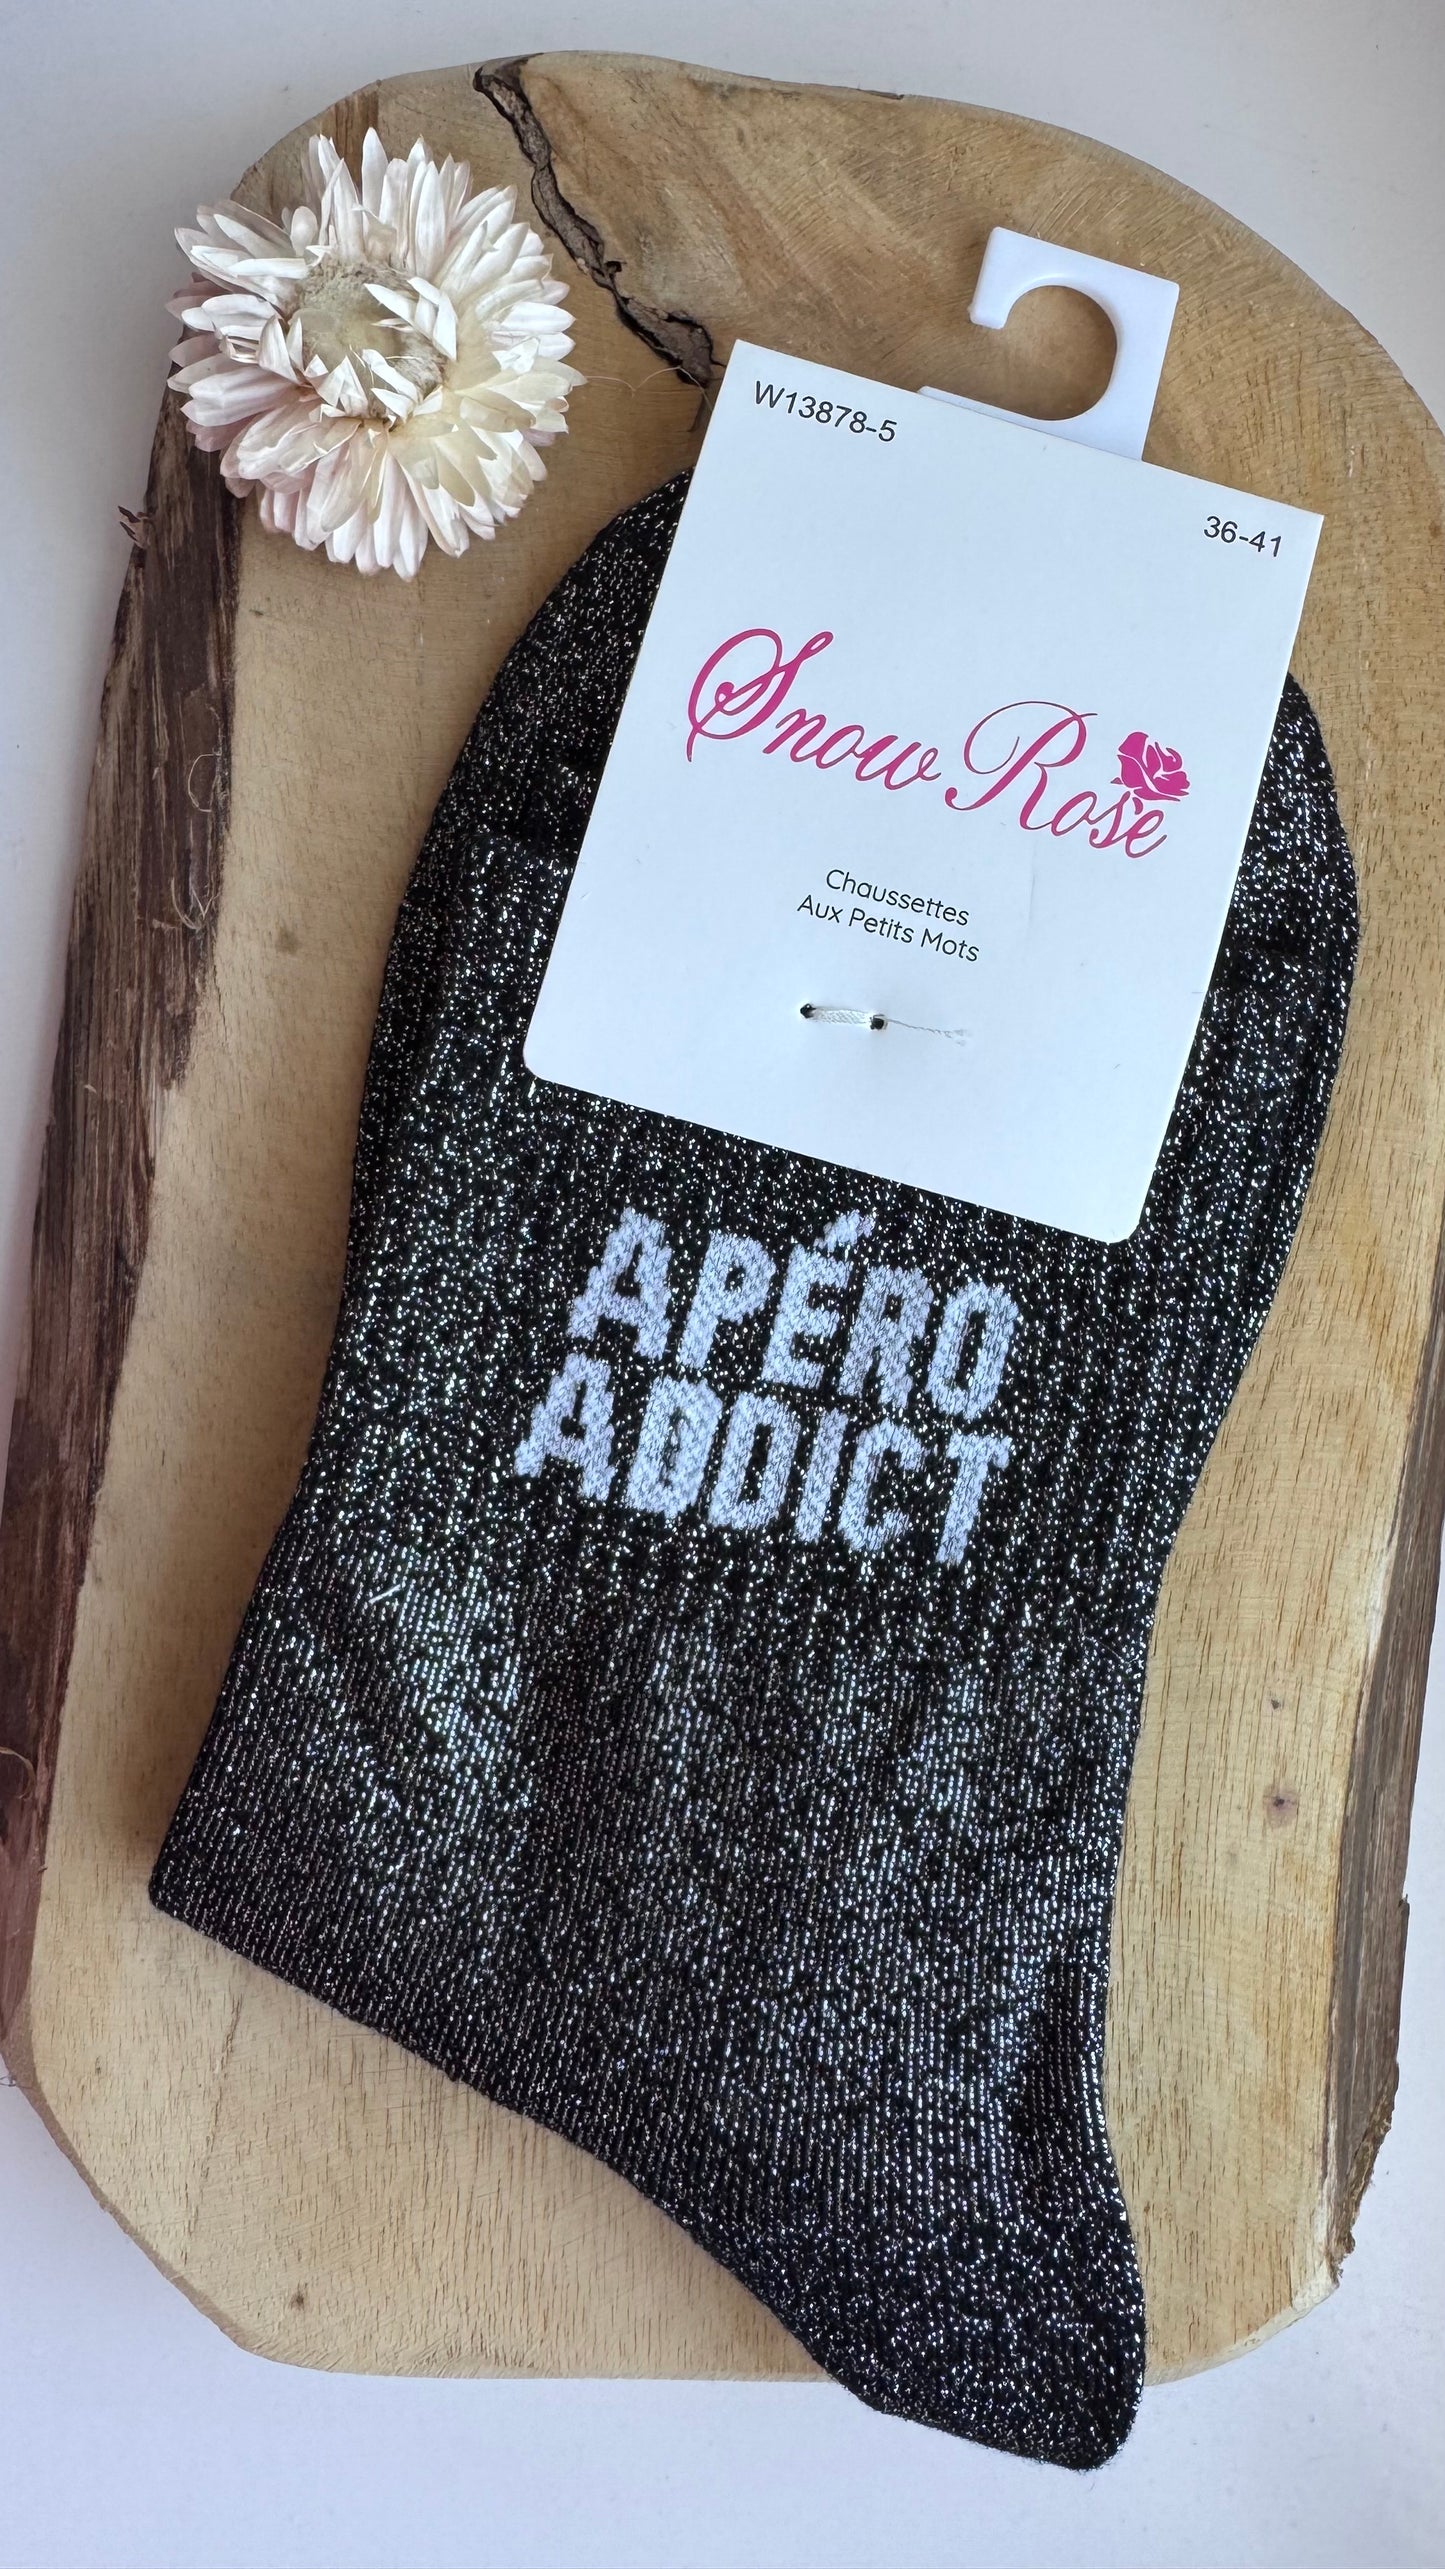 W13878-5
36-41
Snow Rose
Chaussettes
Aux Petits Mots
APÉRO
ADDICT